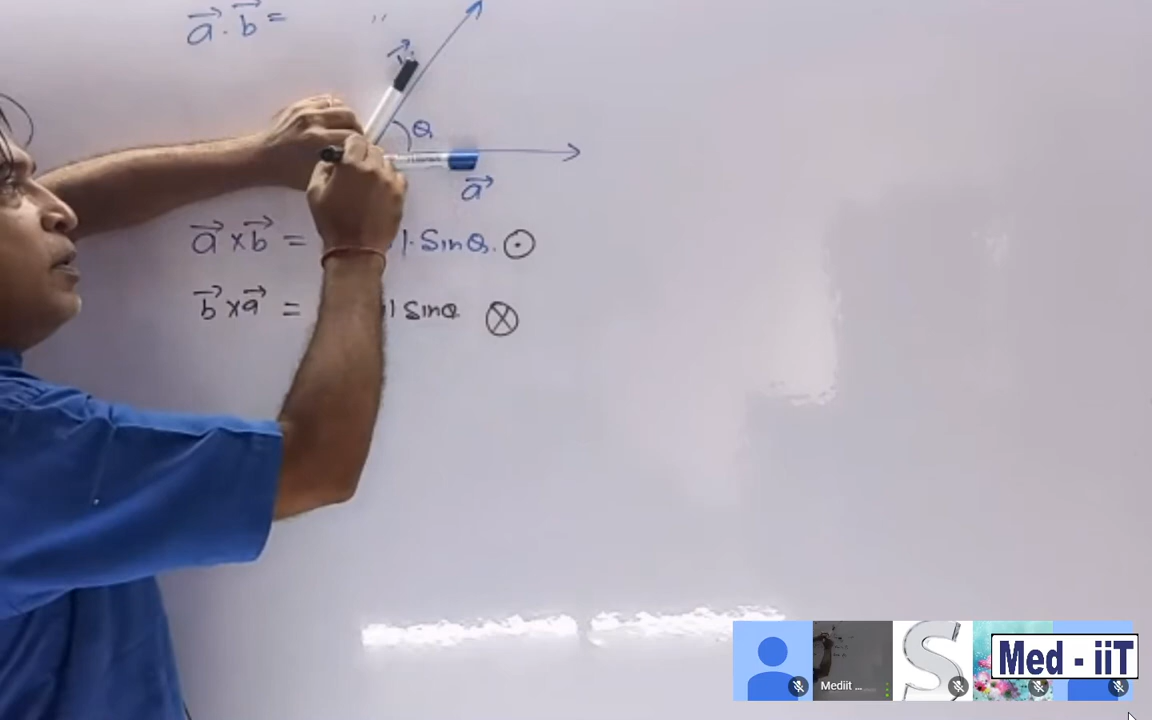 a⃗ . b⃗ =
θ
a⃗
a⃗ x b⃗ = |. Sinθ. ⊙
b⃗ x a⃗ = | Sinθ ⊗
Mediit ...
Med - iiT